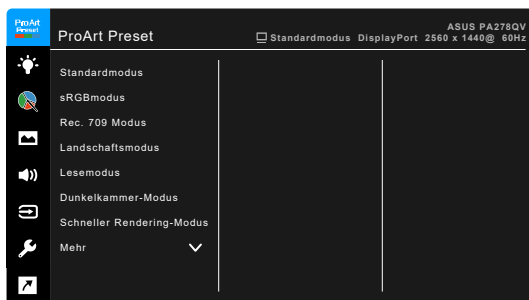 ProArt
Preset
ProArt Preset
ASUS PA278QV
Standardmodus DisplayPort 2560 x 1440@ 60Hz
Standardmodus
sRGBmodus
Rec. 709 Modus
Landschaftsmodus
Lesemodus
Dunkelkammer-Modus
Schneller Rendering-Modus
Mehr